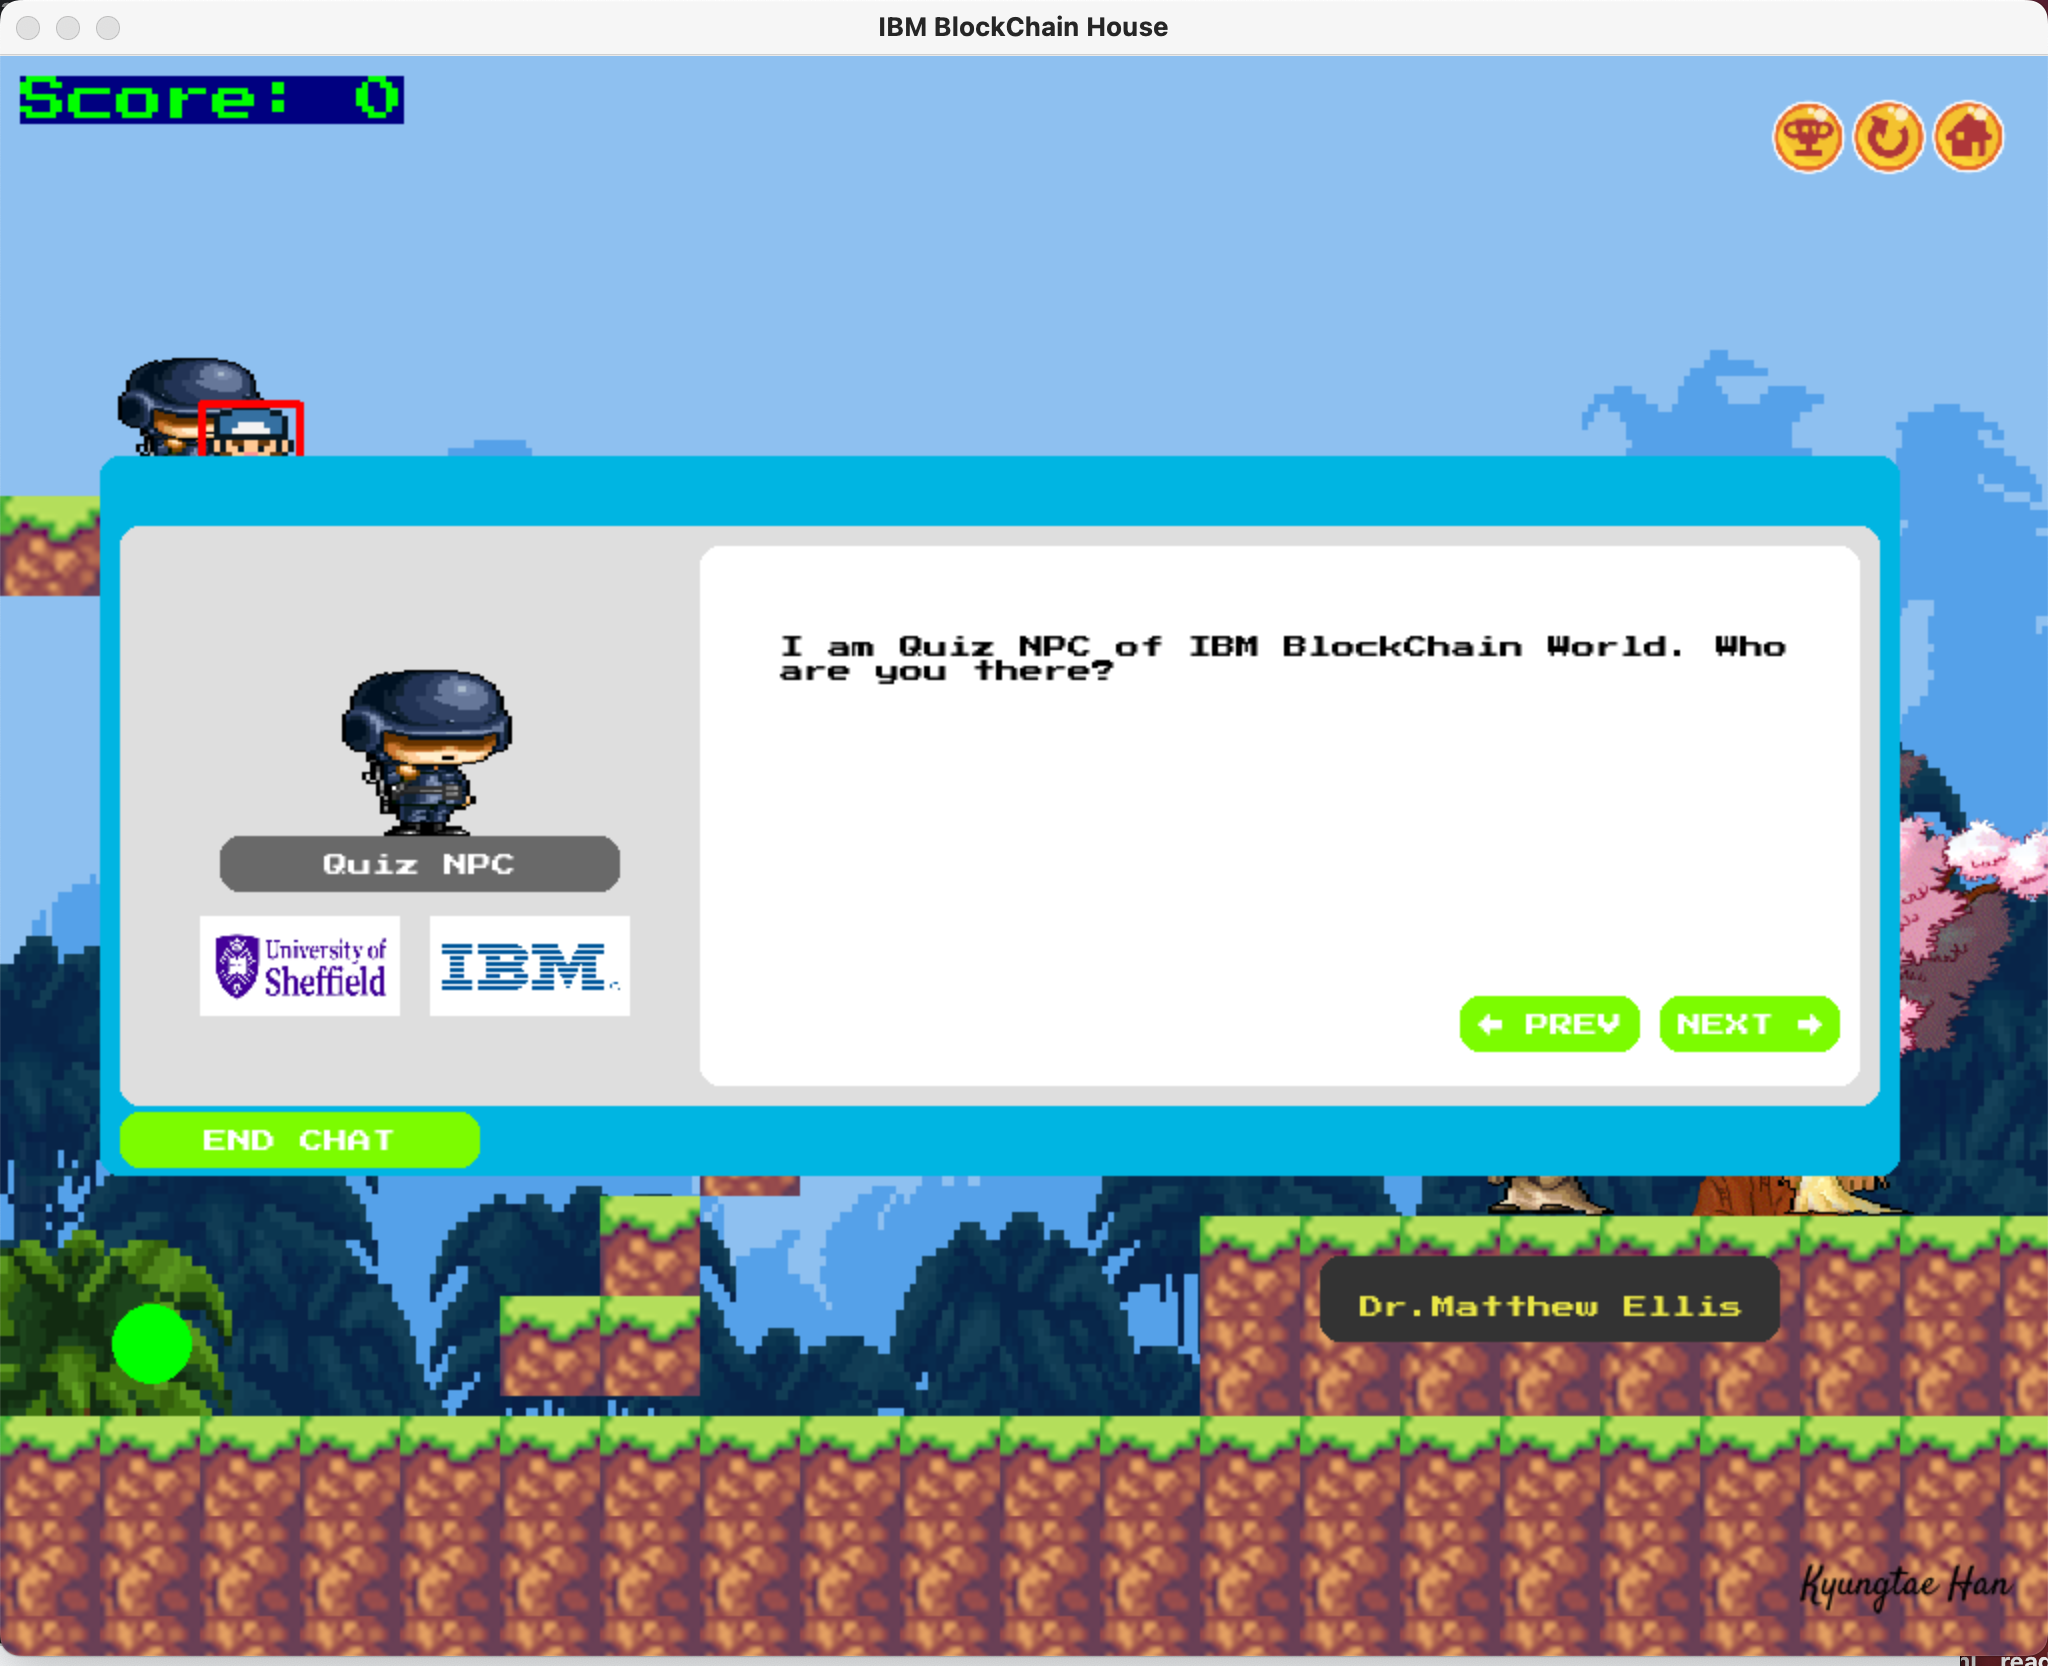 IBM BlockChain House
Score: 0
I am Quiz NPC of IBM BlockChain World. Who
are you there?
Quiz NPC
University of
Sheffield
IBM
← PREV
NEXT →
END CHAT
Dr.Matthew Ellis
Kyungtae Han